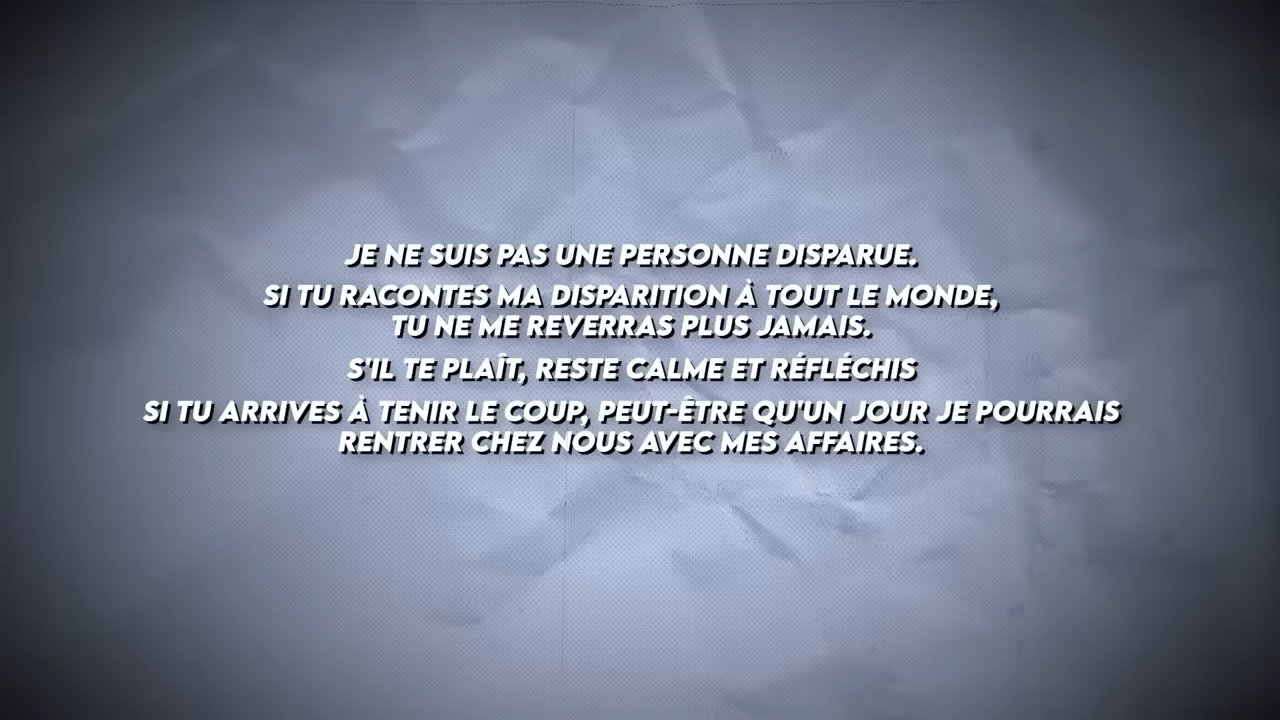 JE NE SUIS PAS UNE PERSONNE DISPARUE.
SI TU RACONTES MA DISPARITION À TOUT LE MONDE,
TU NE ME REVERRAS PLUS JAMAIS.
S'IL TE PLAÎT, RESTE CALME ET RÉFLÉCHIS
SI TU ARRIVES À TENIR LE COUP, PEUT-ÊTRE QU'UN JOUR JE POURRAIS
RENTRER CHEZ NOUS AVEC MES AFFAIRES.